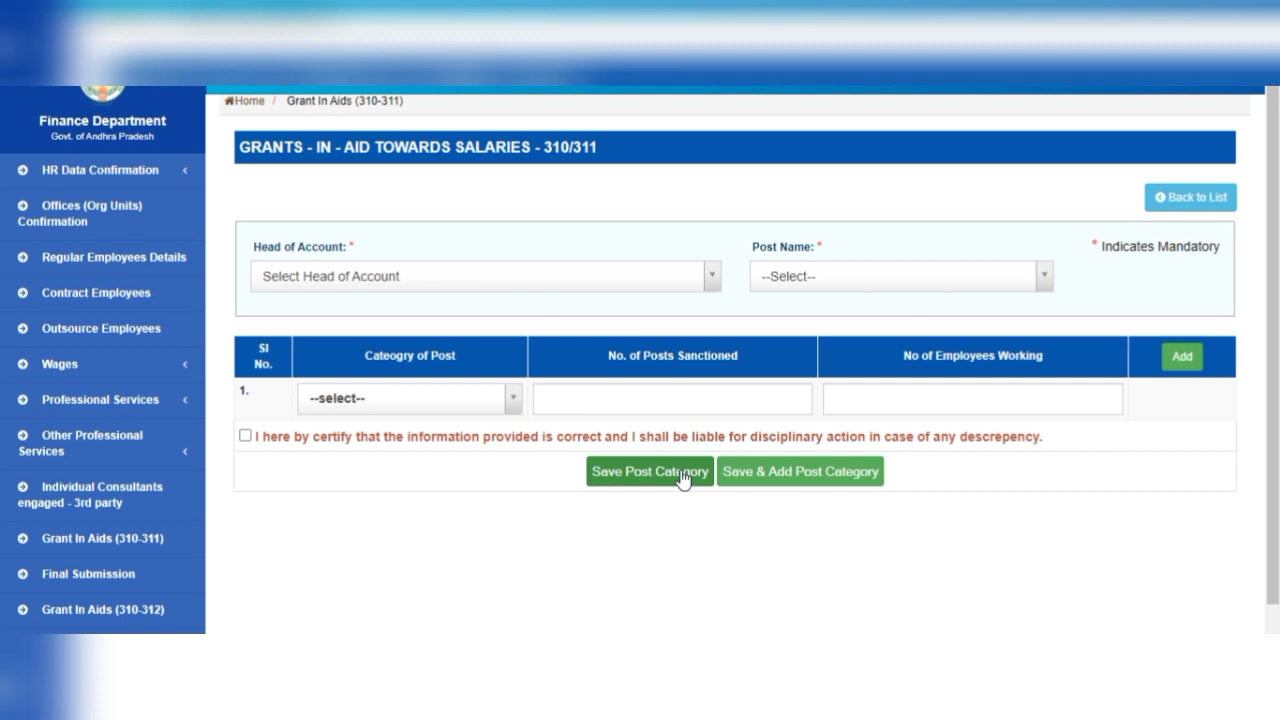 Finance Department
Govt. of Andhra Pradesh
HR Data Confirmation
Offices (Org Units)
Confirmation
Regular Employees Details
Contract Employees
Outsource Employees
Wages
Professional Services
Other Professional
Services
Individual Consultants
engaged - 3rd party
Grant In Aids (310-311)
Final Submission
Grant In Aids (310-312)
Home / Grant In Aids (310-311)
GRANTS - IN - AID TOWARDS SALARIES - 310/311
Back to List
Head of Account: * Post Name: * * Indicates Mandatory
Select Head of Account --Select--
Sl
No. Cateogry of Post No. of Posts Sanctioned No of Employees Working Add
1. --select--
I here by certify that the information provided is correct and I shall be liable for disciplinary action in case of any descrepency.
Save Post Category Save & Add Post Category